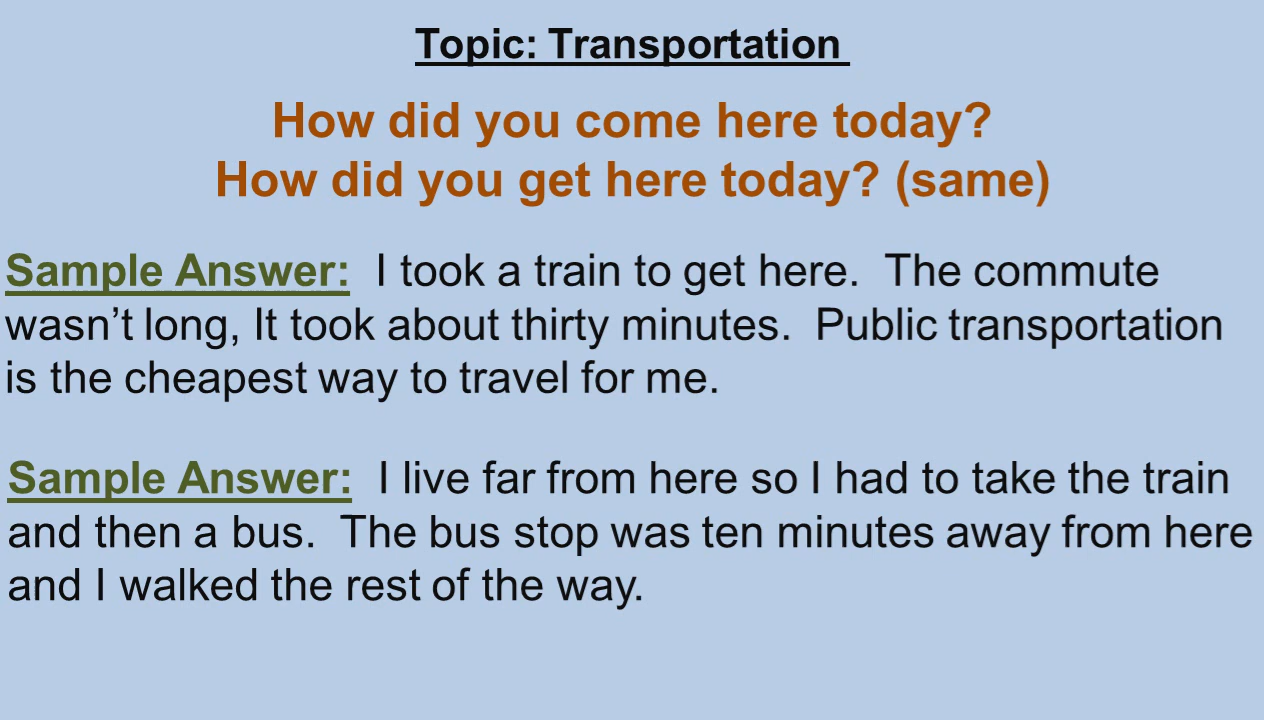 Topic: Transportation
How did you come here today?
How did you get here today? (same)
Sample Answer: I took a train to get here. The commute
wasn’t long, It took about thirty minutes. Public transportation
is the cheapest way to travel for me.
Sample Answer: I live far from here so I had to take the train
and then a bus. The bus stop was ten minutes away from here
and I walked the rest of the way.